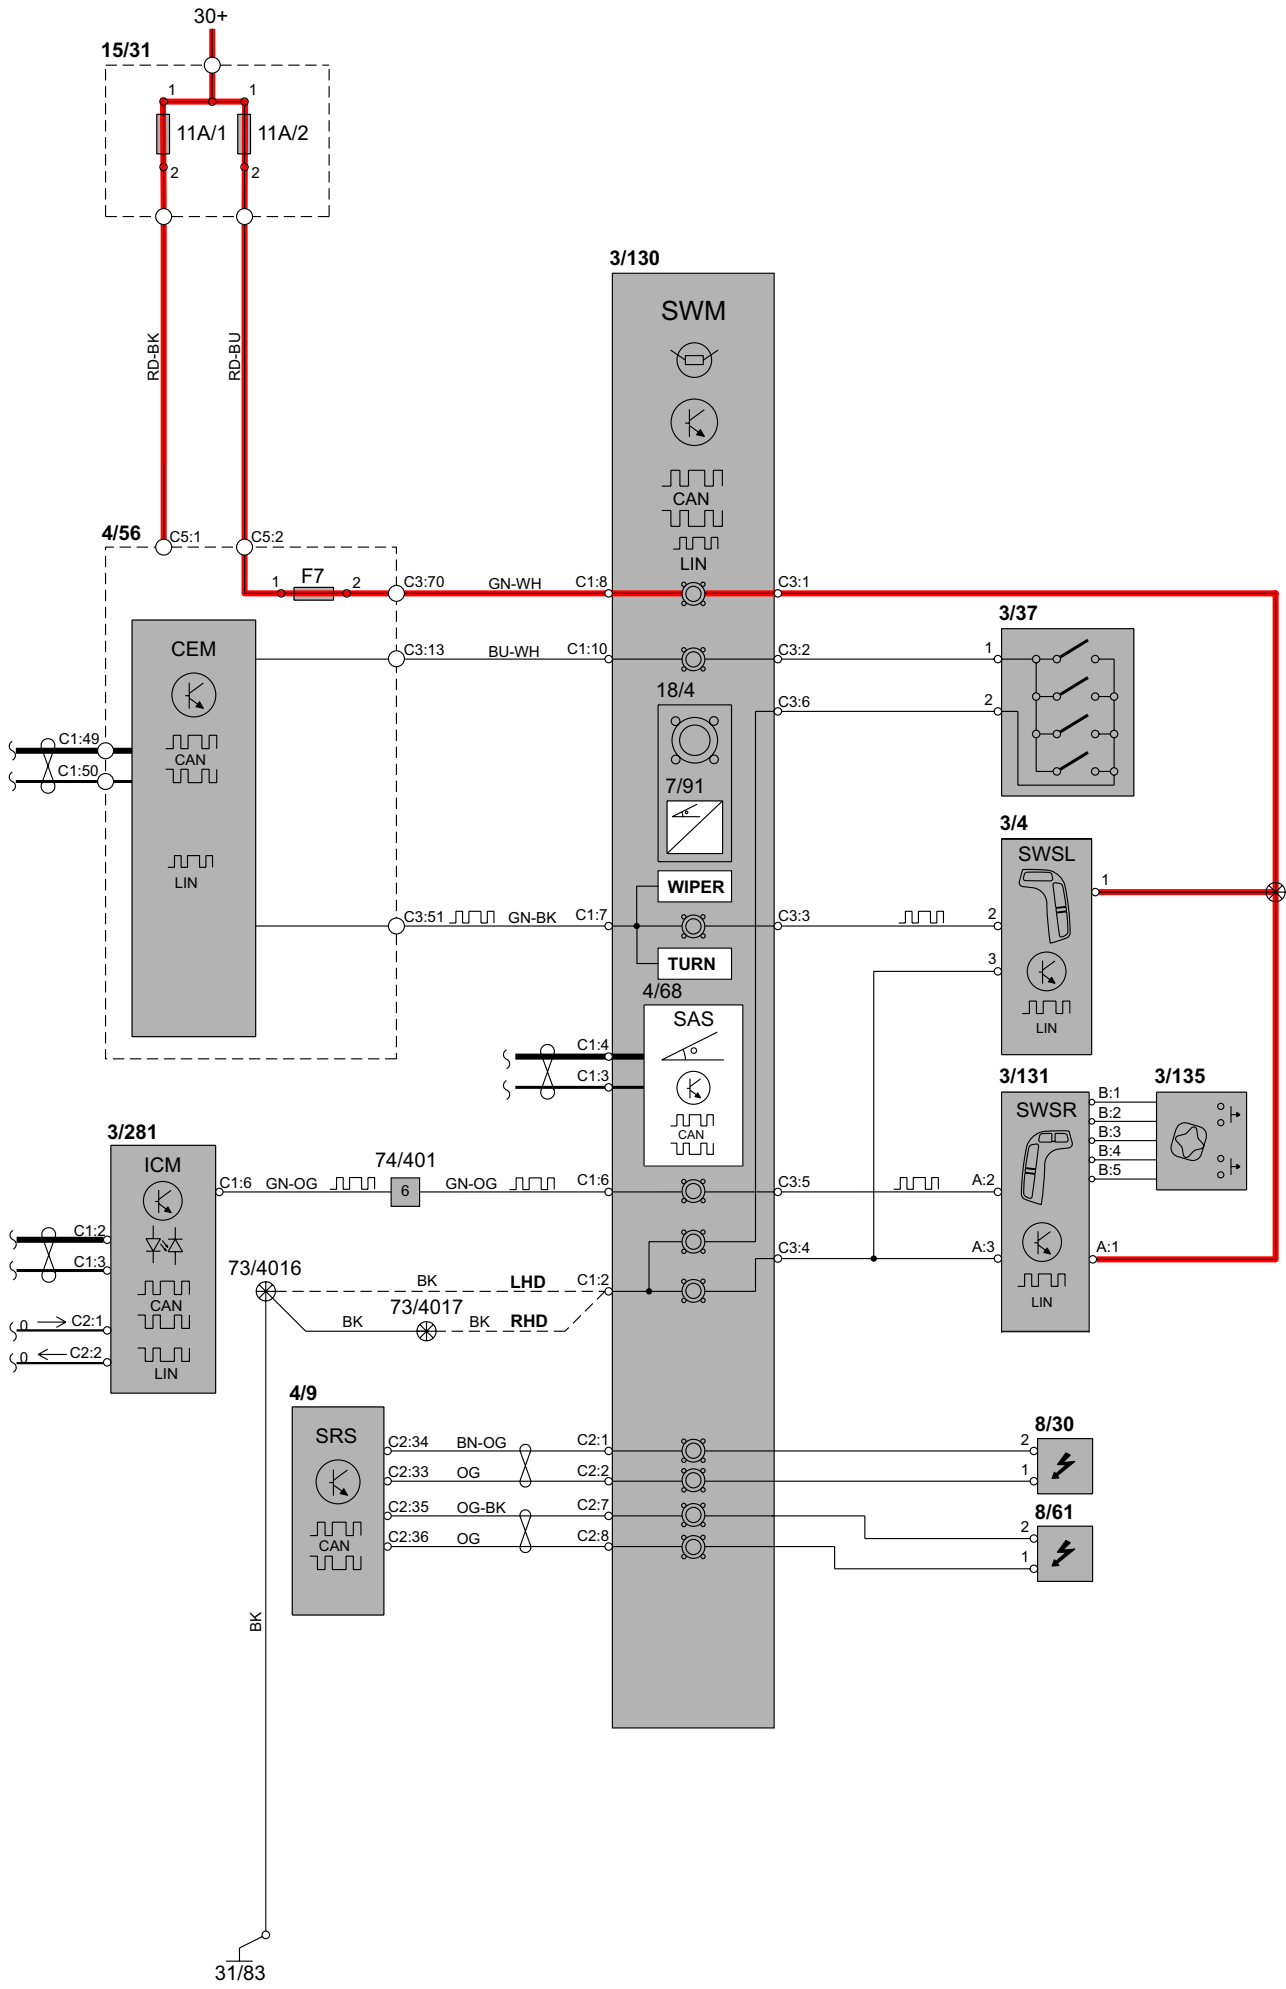 30+
15/31
1
1
11A/1
11A/2
2
2
3/130
SWM
RD-BK
RD-BU
CAN
LIN
4/56
C5:1
C5:2
F7
1
2
C3:70
GN-WH
C1:8
C3:1
3/37
CEM
C3:13
BU-WH
C1:10
C3:2
1
18/4
C3:6
2
C1:49
CAN
C1:50
7/91
3/4
SWSL
LIN
WIPER
1
C3:51
GN-BK
C1:7
C3:3
2
TURN
3
4/68
SAS
LIN
C1:4
C1:3
CAN
3/131
3/135
SWSR
B:1
B:2
B:3
B:4
B:5
3/281
ICM
74/401
C1:6
GN-OG
6
GN-OG
C1:6
C3:5
A:2
C1:2
C3:4
A:3
A:1
C1:3
73/4016
BK
LHD
C1:2
CAN
LIN
73/4017
0
C2:1
BK
BK
RHD
0
C2:2
LIN
4/9
SRS
C2:34
BN-OG
C2:1
8/30
2
C2:33
OG
C2:2
1
C2:35
OG-BK
C2:7
8/61
2
CAN
C2:36
OG
C2:8
1
BK
31/83